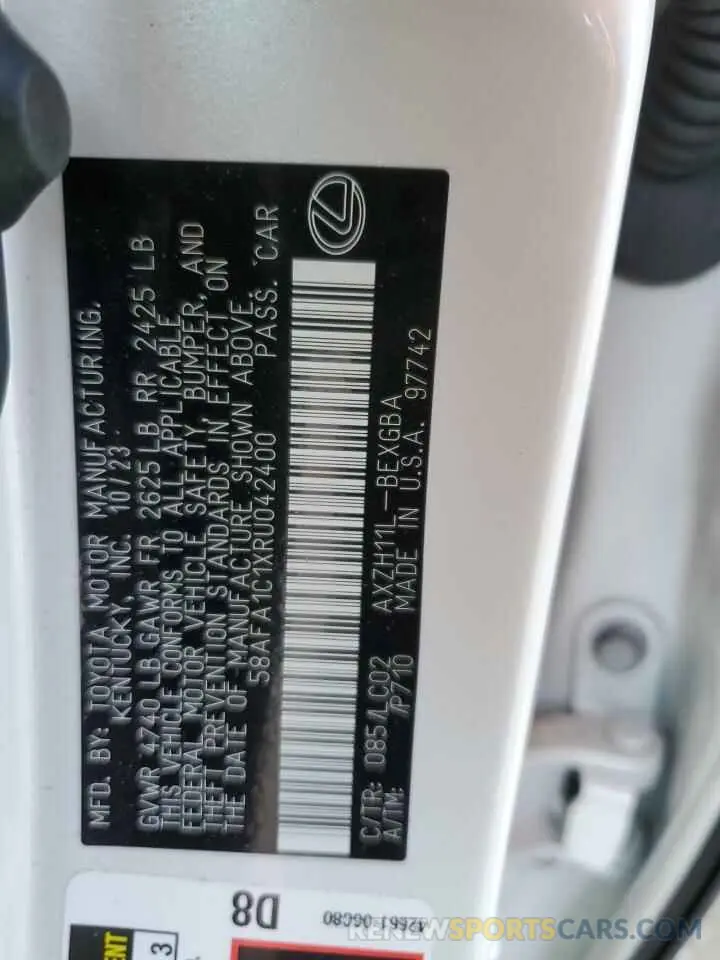 MFD. BY: TOYOTA MOTOR MANUFACTURING,
KENTUCKY, INC. 10/23
GVWR 4740 LB GAWR FR 2625 LB RR 2425 LB
THIS VEHICLE CONFORMS TO ALL APPLICABLE
FEDERAL MOTOR VEHICLE SAFETY, BUMPER, AND
THEFT PREVENTION STANDARDS IN EFFECT ON
THE DATE OF MANUFACTURE SHOWN ABOVE.
58AFA1C1XRU042400 PASS. CAR
C/TR: 085/LC02 AXZH11L-BEXGBA
A/TM: /P710 MADE IN U.S.A. 97742
D8
42661-06C80
3
RENEWSPORTSCARS.COM